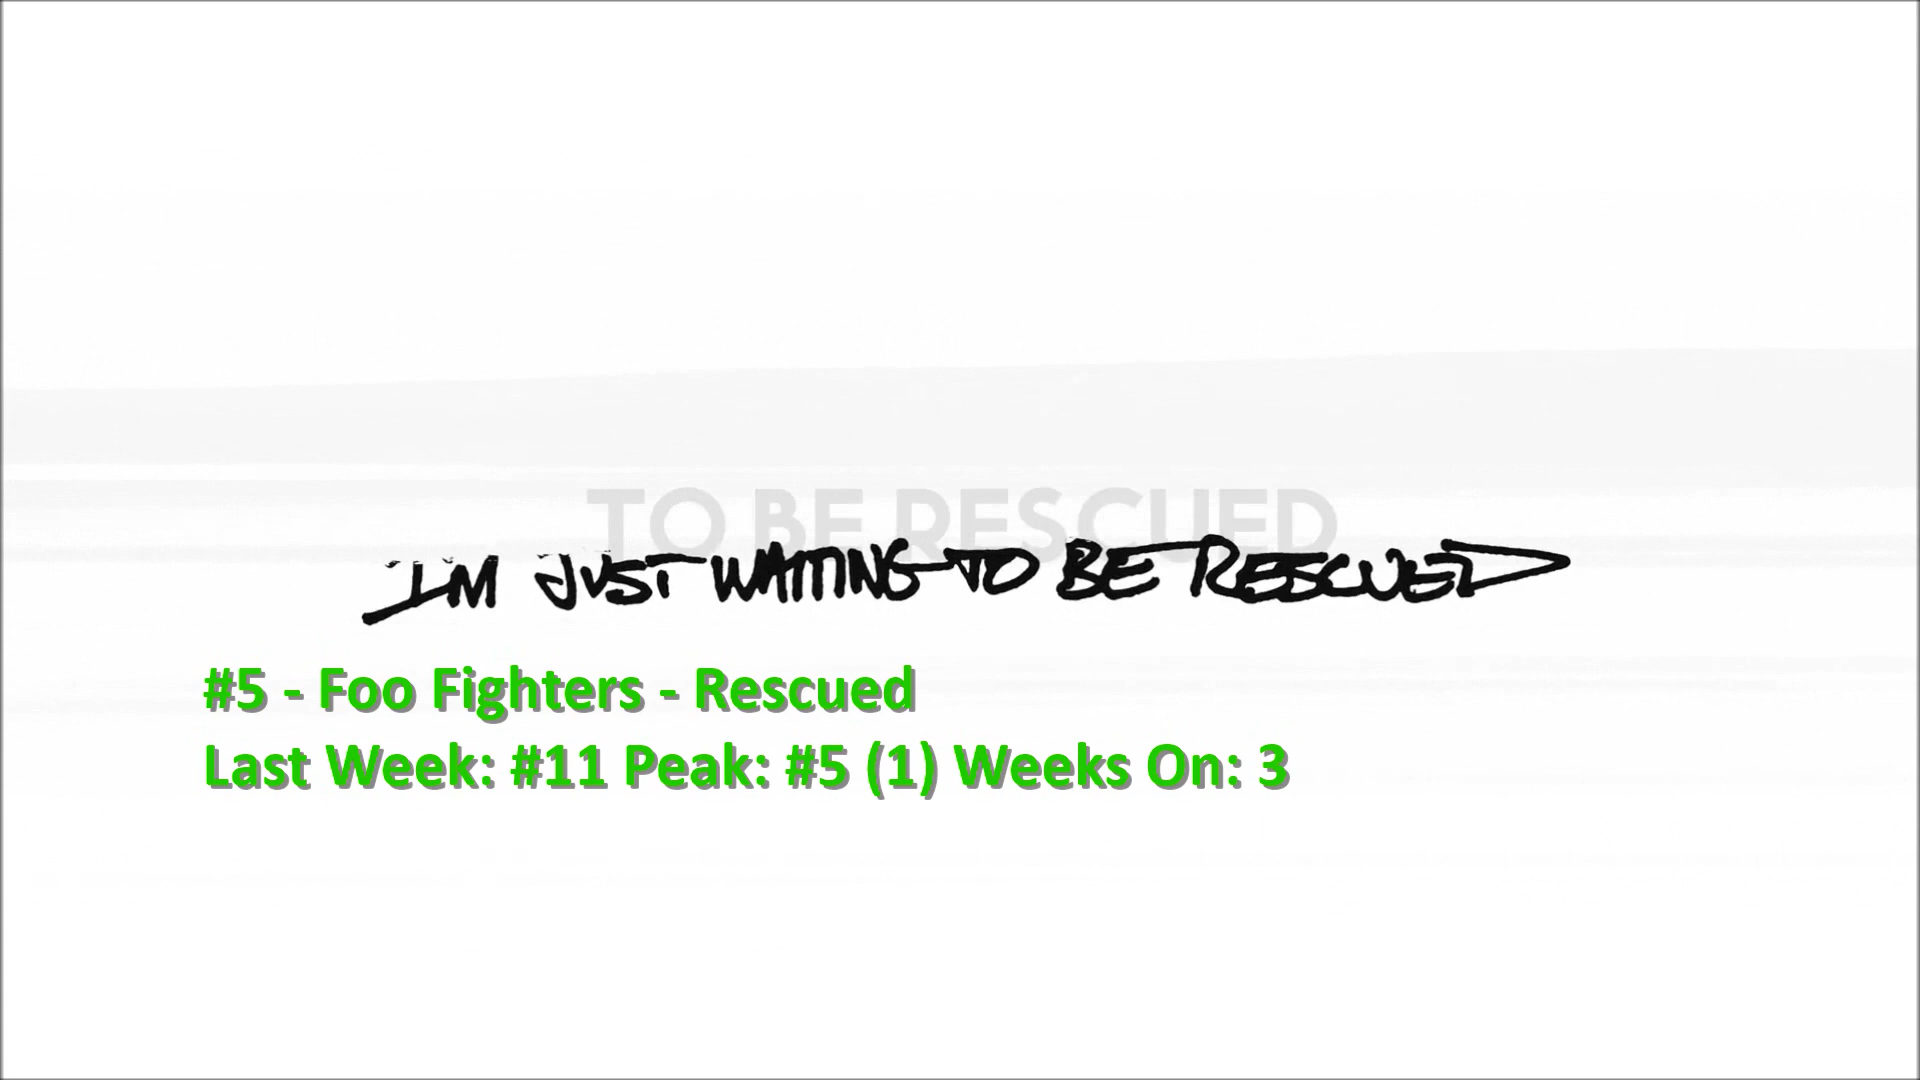 TO BE RESCUED
I'M JUST WAITING TO BE RESCUED
#5 - Foo Fighters - Rescued
Last Week: #11 Peak: #5 (1) Weeks On: 3